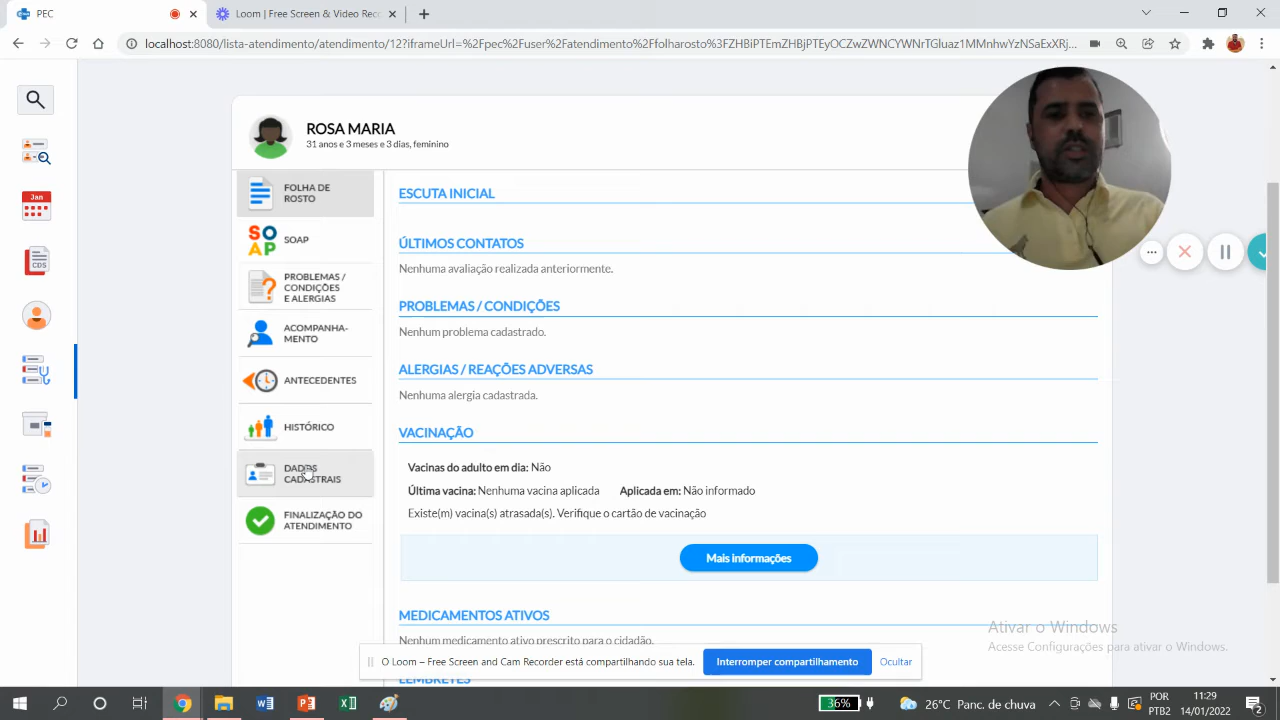 PEC
Loom | Free Screen & Video Rec
localhost:8080/lista-atendimento/atendimento/12?iframeUrl=%2Fpec%2Fuser%2Fatendimento%2Ffolharosto%3FZHBiPTEmZHBjPTEyOCZwZWNCYWNrTGluaz1MMnhwYzNSaExXRj...
Jan
CDS
ROSA MARIA
31 anos e 3 meses e 3 dias, feminino
FOLHA DE
ROSTO
SOAP
SOAP
PROBLEMAS /
CONDIÇÕES
E ALERGIAS
ACOMPANHA-
MENTO
ANTECEDENTES
HISTÓRICO
DADOS
CADASTRAIS
FINALIZAÇÃO DO
ATENDIMENTO
ESCUTA INICIAL
ÚLTIMOS CONTATOS
Nenhuma avaliação realizada anteriormente.
PROBLEMAS / CONDIÇÕES
Nenhum problema cadastrado.
ALERGIAS / REAÇÕES ADVERSAS
Nenhuma alergia cadastrada.
VACINAÇÃO
Vacinas do adulto em dia: Não
Última vacina: Nenhuma vacina aplicada Aplicada em: Não informado
Existe(m) vacina(s) atrasada(s). Verifique o cartão de vacinação
Mais informações
MEDICAMENTOS ATIVOS
Nenhum medicamento ativo prescrito para o cidadão.
LEMBRETES
Ativar o Windows
Acesse Configurações para ativar o Windows.
O Loom – Free Screen and Cam Recorder está compartilhando sua tela.
Interromper compartilhamento
Ocultar
36%
26°C Panc. de chuva
POR
PTB2
11:29
14/01/2022
2